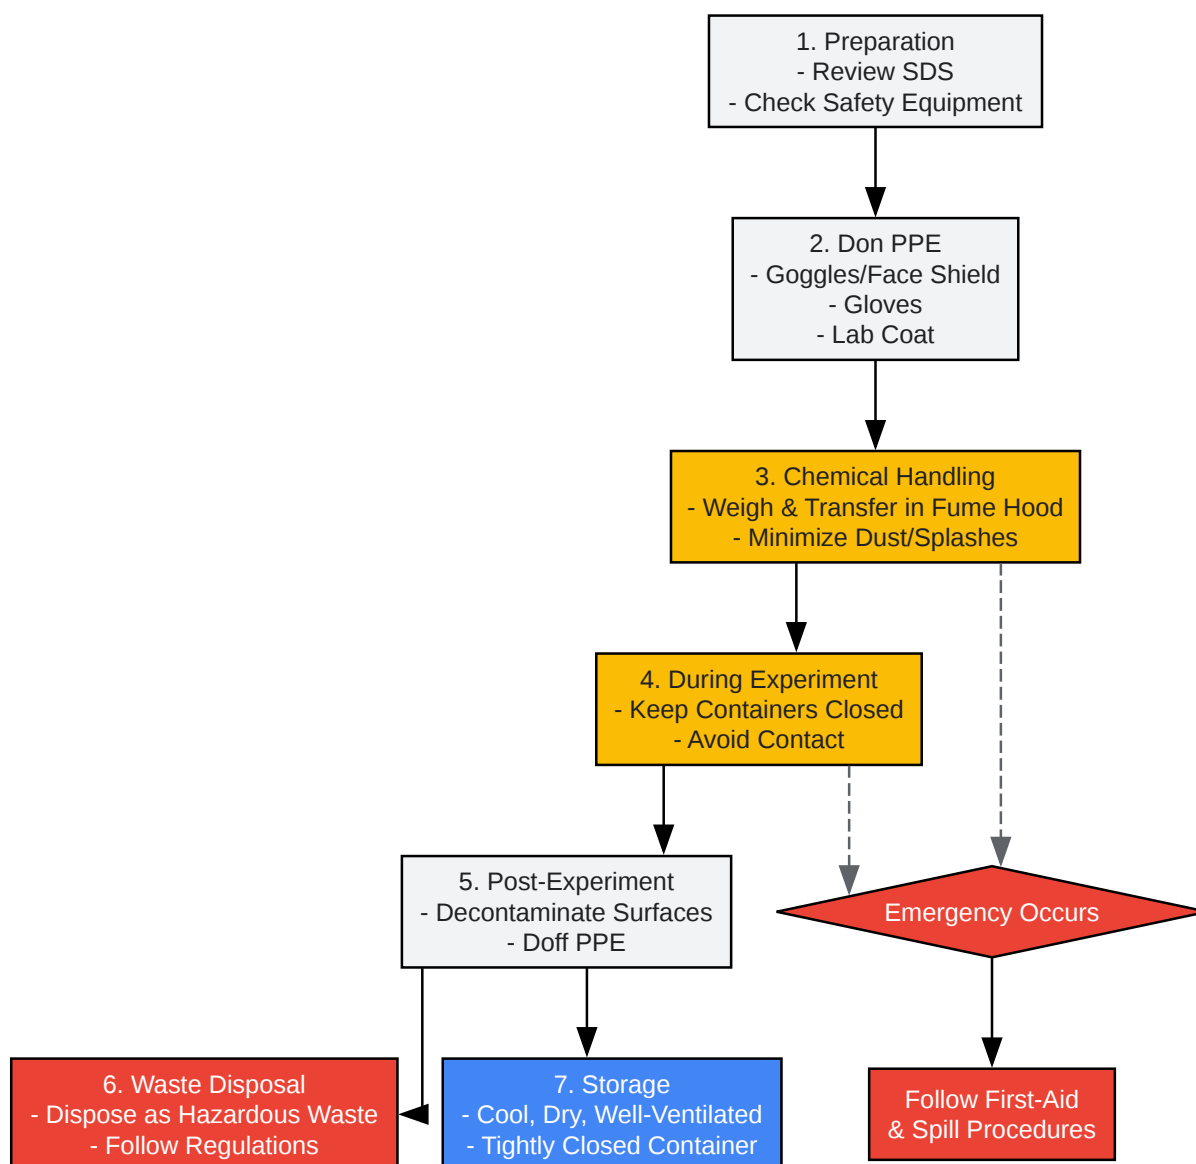 1. Preparation
- Review SDS
- Check Safety Equipment
2. Don PPE
- Goggles/Face Shield
- Gloves
- Lab Coat
3. Chemical Handling
- Weigh & Transfer in Fume Hood
- Minimize Dust/Splashes
4. During Experiment
- Keep Containers Closed
- Avoid Contact
5. Post-Experiment
- Decontaminate Surfaces
- Doff PPE
Emergency Occurs
6. Waste Disposal
- Dispose as Hazardous Waste
- Follow Regulations
7. Storage
- Cool, Dry, Well-Ventilated
- Tightly Closed Container
Follow First-Aid
& Spill Procedures